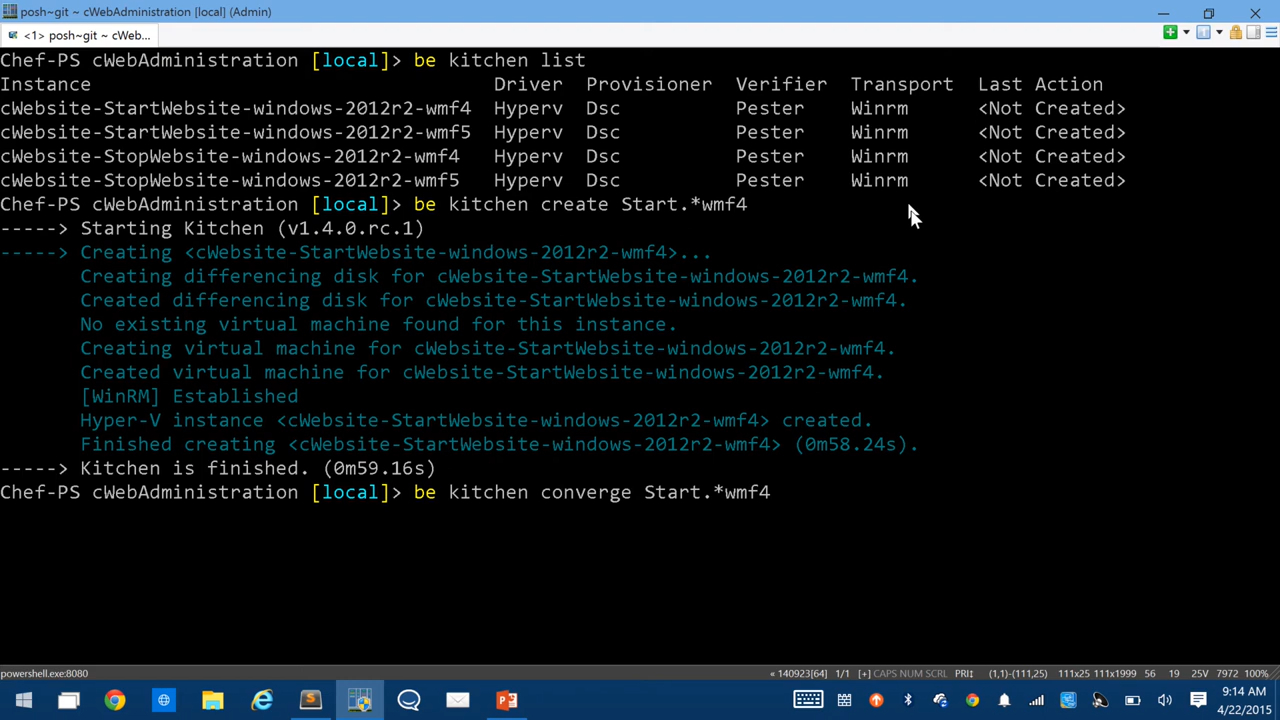 posh~git ~ cWebAdministration [local] (Admin)
<1> posh~git ~ cWeb...
Chef-PS cWebAdministration [local]> be kitchen list
Instance Driver Provisioner Verifier Transport Last Action
cWebsite-StartWebsite-windows-2012r2-wmf4 Hyperv Dsc Pester Winrm <Not Created>
cWebsite-StartWebsite-windows-2012r2-wmf5 Hyperv Dsc Pester Winrm <Not Created>
cWebsite-StopWebsite-windows-2012r2-wmf4 Hyperv Dsc Pester Winrm <Not Created>
cWebsite-StopWebsite-windows-2012r2-wmf5 Hyperv Dsc Pester Winrm <Not Created>
Chef-PS cWebAdministration [local]> be kitchen create Start.*wmf4
-----> Starting Kitchen (v1.4.0.rc.1)
-----> Creating <cWebsite-StartWebsite-windows-2012r2-wmf4>...
Creating differencing disk for cWebsite-StartWebsite-windows-2012r2-wmf4.
Created differencing disk for cWebsite-StartWebsite-windows-2012r2-wmf4.
No existing virtual machine found for this instance.
Creating virtual machine for cWebsite-StartWebsite-windows-2012r2-wmf4.
Created virtual machine for cWebsite-StartWebsite-windows-2012r2-wmf4.
[WinRM] Established
Hyper-V instance <cWebsite-StartWebsite-windows-2012r2-wmf4> created.
Finished creating <cWebsite-StartWebsite-windows-2012r2-wmf4> (0m58.24s).
-----> Kitchen is finished. (0m59.16s)
Chef-PS cWebAdministration [local]> be kitchen converge Start.*wmf4
powershell.exe:8080 « 140923[64] 1/1 [+] CAPS NUM SCRL PRI↕ (1,1)-(111,25) 111x25 111x1999 56 19 25V 7972 100%
9:14 AM
4/22/2015